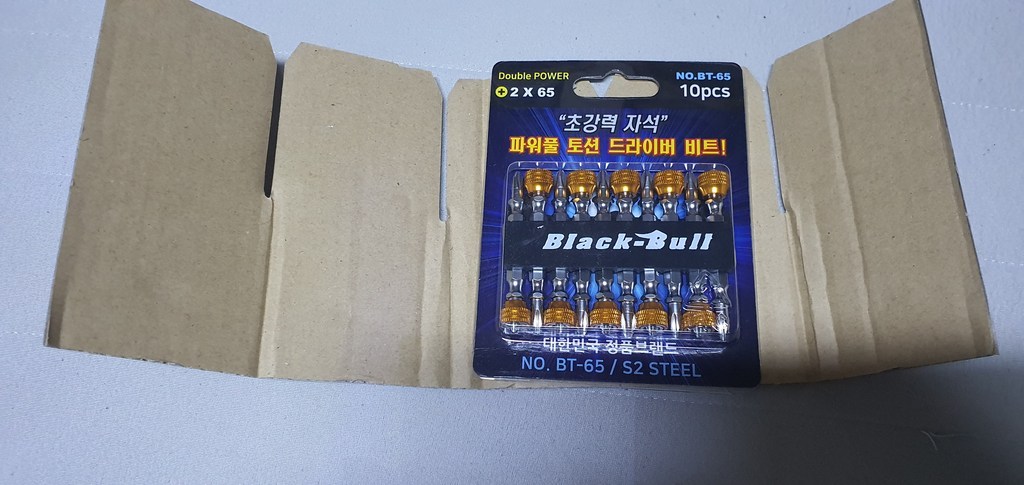 Double POWER
NO.BT-65
2 X 65
10pcs
“초강력 자석”
파워풀 토션 드라이버 비트!
Black-Bull
대한민국 정품브랜드
NO. BT-65 / S2 STEEL